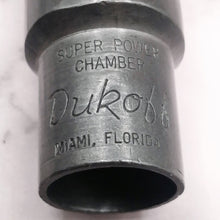 SUPER POWER
CHAMBER
Dukoff
MIAMI, FLORIDA